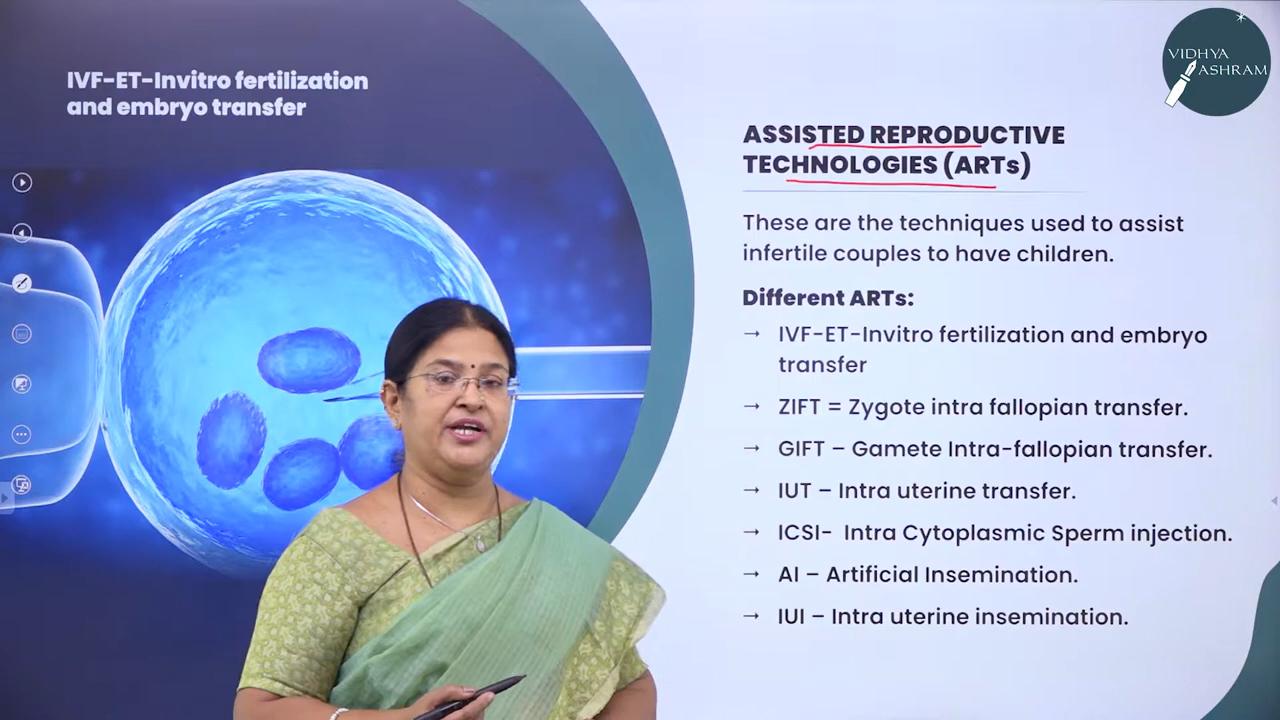 IVF-ET-Invitro fertilization
and embryo transfer
VIDHYA
ASHRAM
ASSISTED REPRODUCTIVE
TECHNOLOGIES (ARTs)
These are the techniques used to assist
infertile couples to have children.
Different ARTs:
→ IVF-ET-Invitro fertilization and embryo
transfer
→ ZIFT = Zygote intra fallopian transfer.
→ GIFT – Gamete Intra-fallopian transfer.
→ IUT – Intra uterine transfer.
→ ICSI- Intra Cytoplasmic Sperm injection.
→ AI – Artificial Insemination.
→ IUI – Intra uterine insemination.